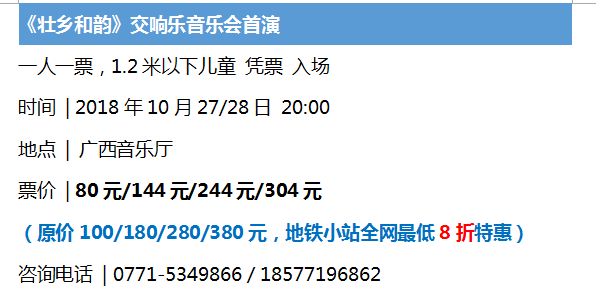 《壮乡和韵》交响乐音乐会首演
一人一票，1.2 米以下儿童 凭票 入场
时间 | 2018 年 10 月 27/28 日 20:00
地点 | 广西音乐厅
票价 | 80 元/144 元/244 元/304 元
（原价 100/180/280/380 元，地铁小站全网最低 8 折特惠）
咨询电话 | 0771-5349866 / 18577196862